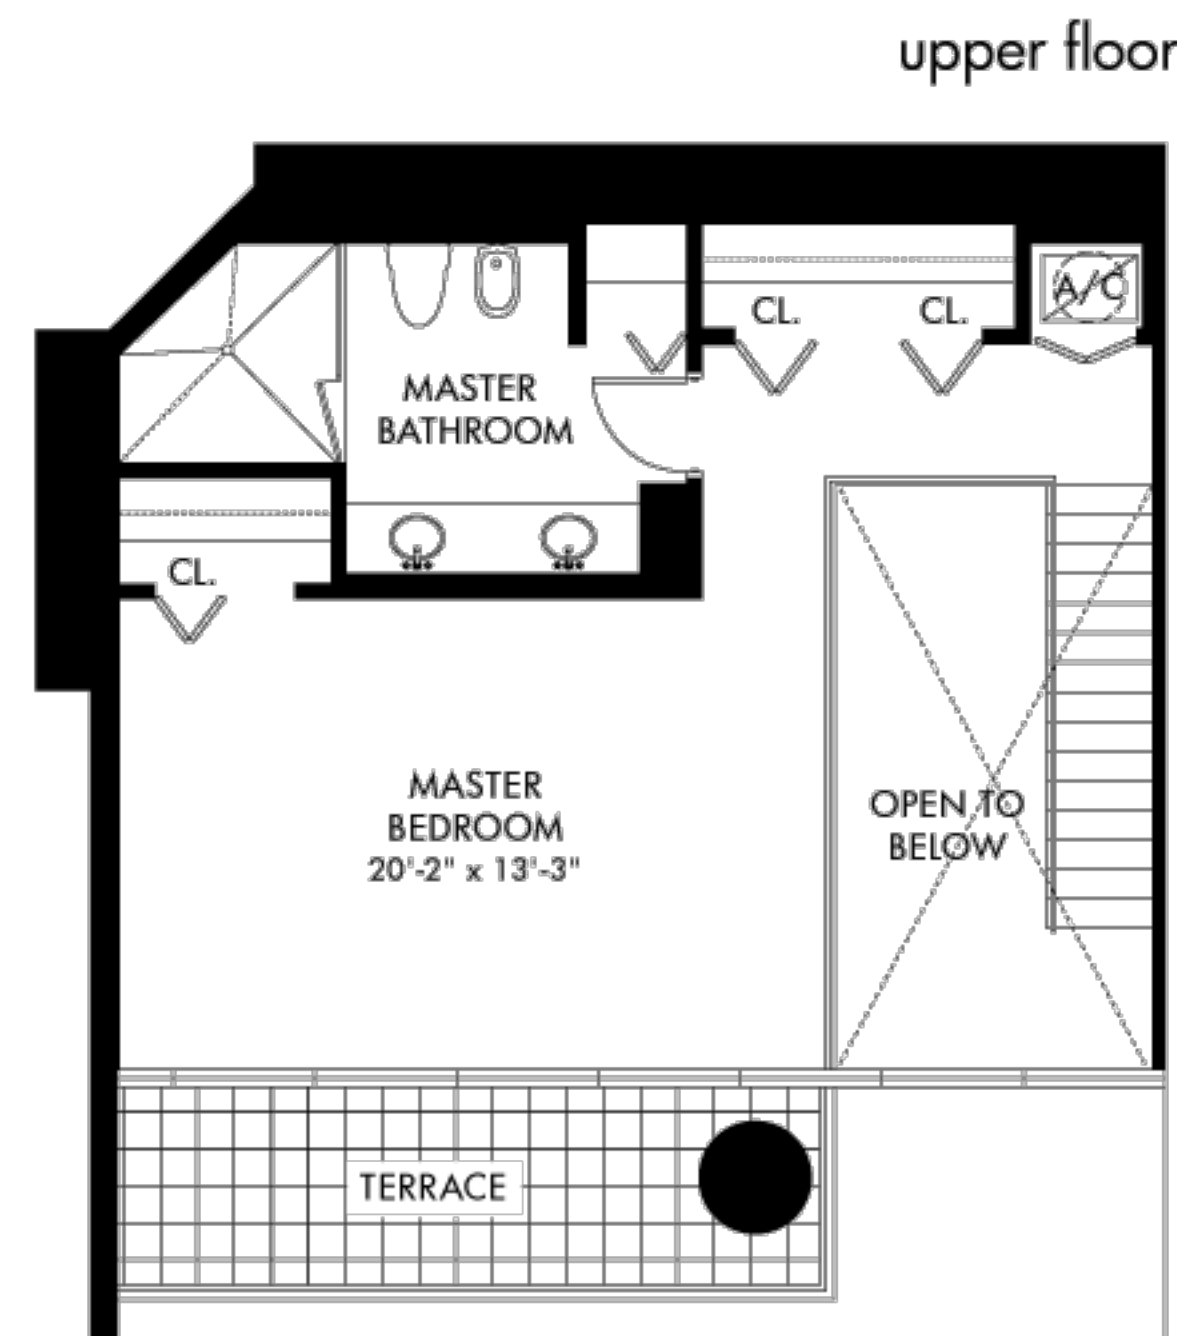 upper floor
A/C
CL.
CL.
MASTER
BATHROOM
CL.
MASTER
BEDROOM
20'-2" x 13'-3"
OPEN TO
BELOW
TERRACE